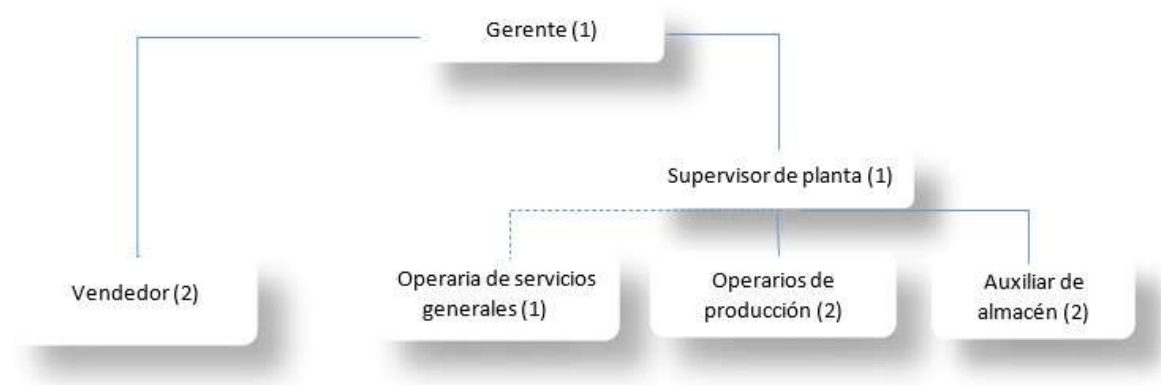 Gerente (1)
Supervisor de planta (1)
Vendedor (2)
Operaria de servicios
generales (1)
Operarios de
producción (2)
Auxiliar de
almacén (2)